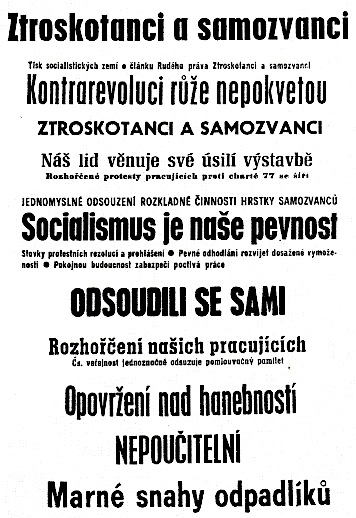 Ztroskotanci a samozvanci
Tisk socialistických zemí ● článku Rudého práva Ztroskotanci a samozvanci
Kontrarevoluci růže nepokvetou
ZTROSKOTANCI A SAMOZVANCI
Náš lid věnuje své úsilí výstavbě
Rozhořčené protesty pracujících proti chartě 77 se šíří
JEDNOMYSLNÉ ODSOUZENÍ ROZKLADNÉ ČINNOSTI HRSTKY SAMOZVANCŮ
Socialismus je naše pevnost
Stovky protestních rezolucí a prohlášení ● Pevné odhodlání rozvíjet dosažené vymože-
nosti ● Pokojnou budoucnost zabezpečí poctivá práce
ODSOUDILI SE SAMI
Rozhořčení našich pracujících
Čs. veřejnost jednoznačně odsuzuje pomlouvačný pamflet
Opovržení nad hanebností
NEPOUČITELNÍ
Marné snahy odpadlíků